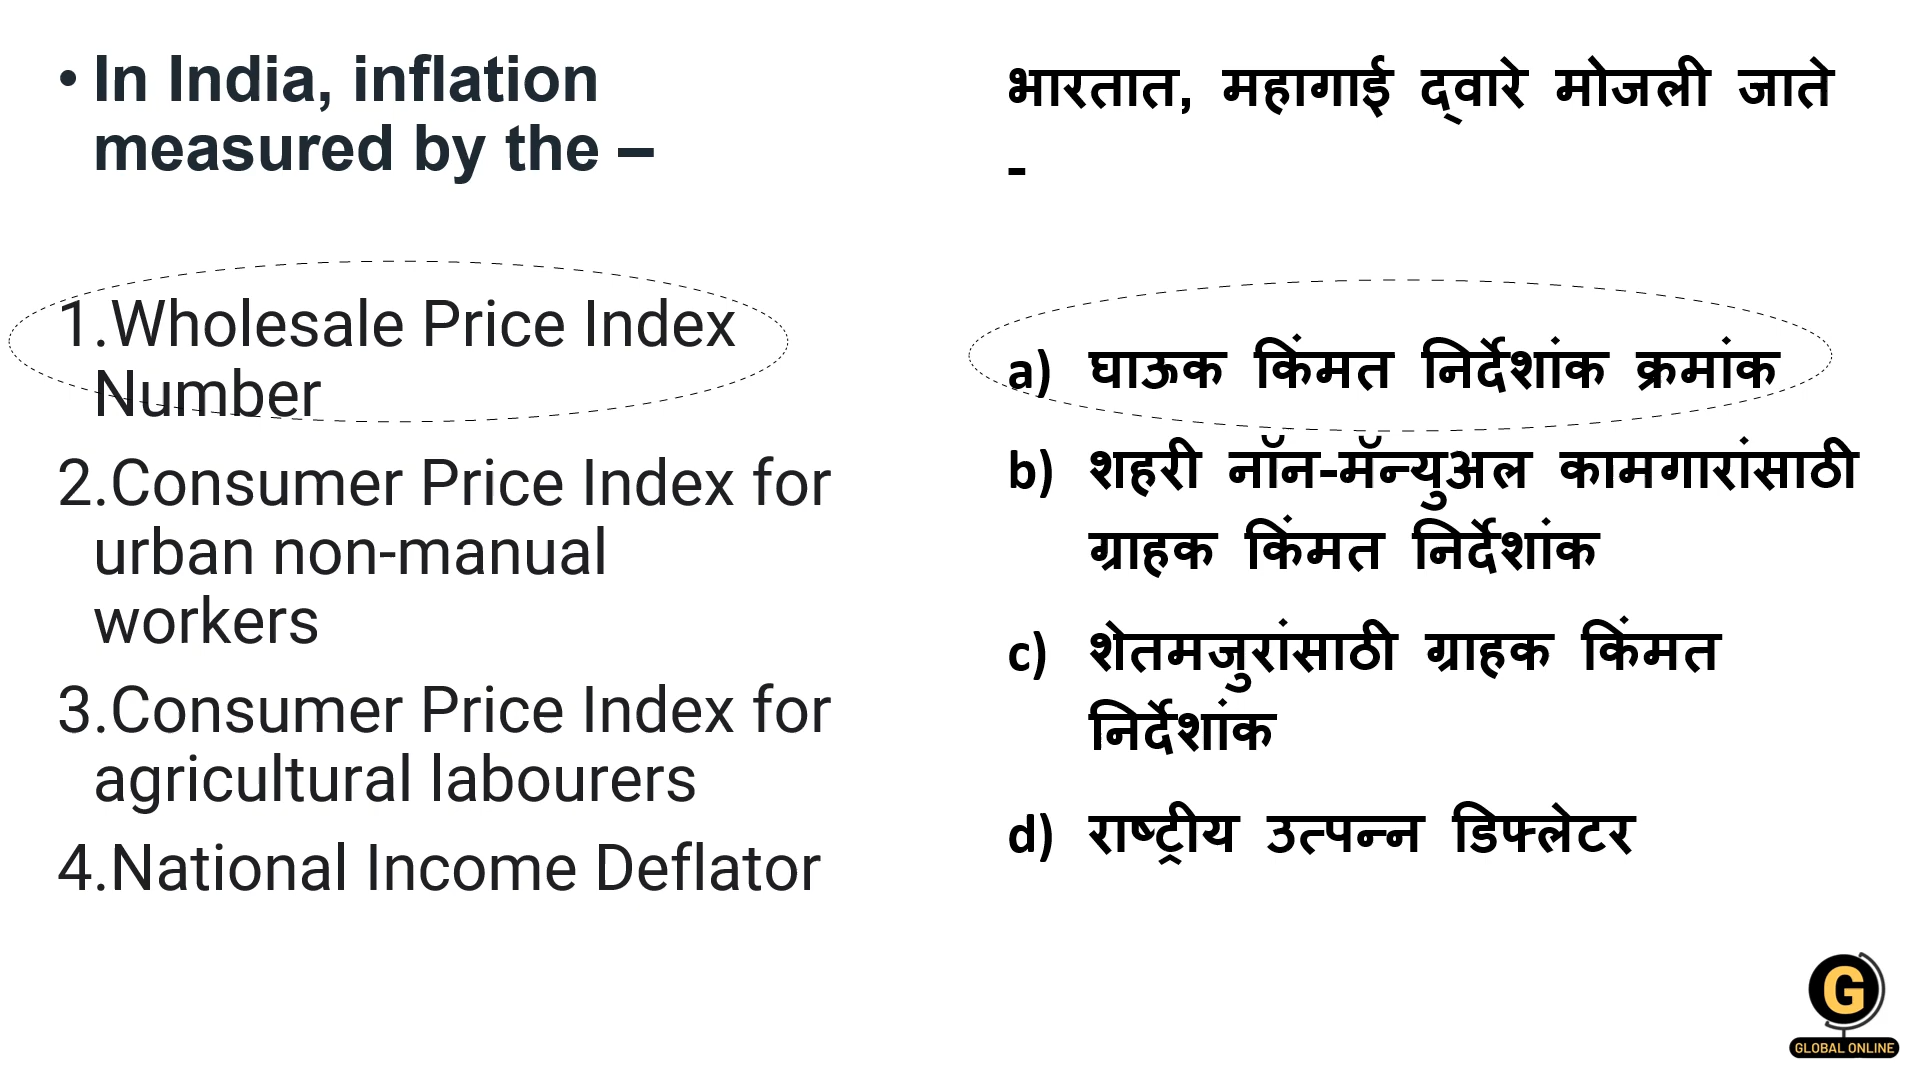 • In India, inflation
measured by the –
1.Wholesale Price Index
Number
2.Consumer Price Index for
urban non-manual
workers
3.Consumer Price Index for
agricultural labourers
4.National Income Deflator
भारतात, महागाई द्वारे मोजली जाते
-
a) घाऊक किंमत निर्देशांक क्रमांक
b) शहरी नॉन-मॅन्युअल कामगारांसाठी
ग्राहक किंमत निर्देशांक
c) शेतमजुरांसाठी ग्राहक किंमत
निर्देशांक
d) राष्ट्रीय उत्पन्न डिफ्लेटर
G
GLOBAL ONLINE